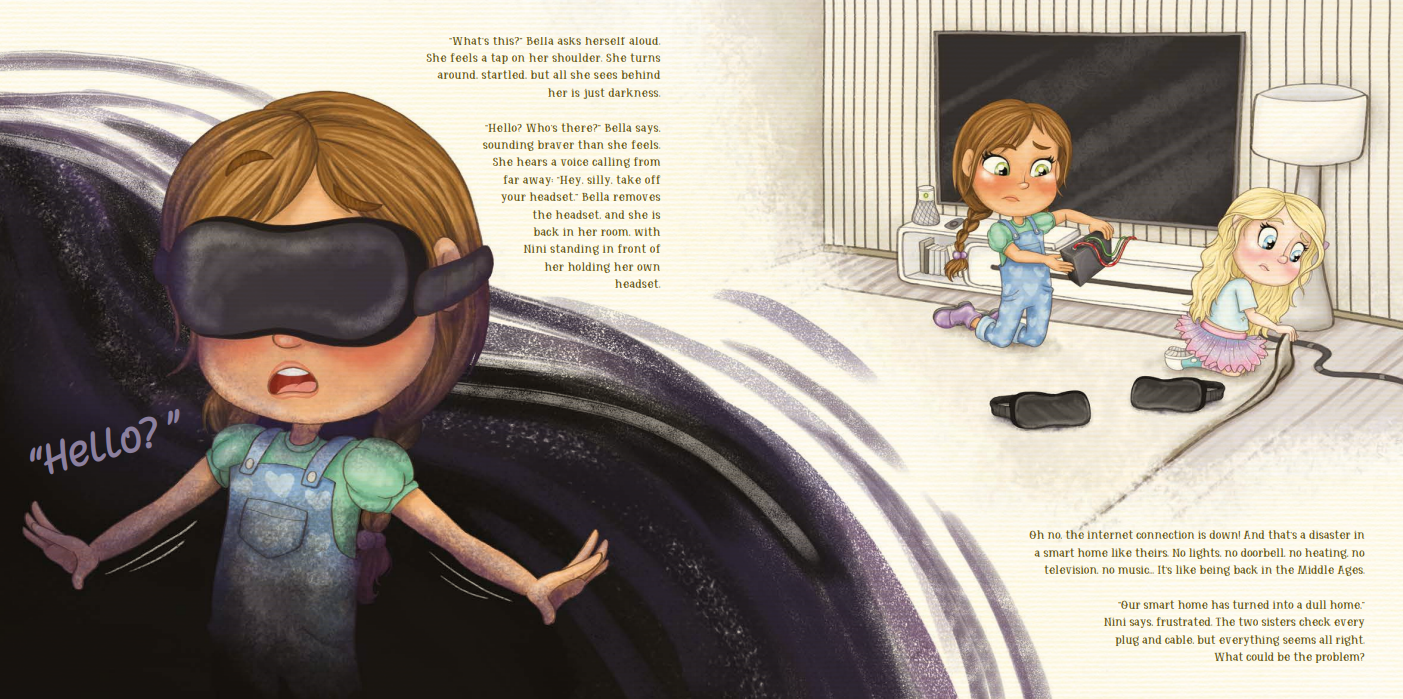 "What's this?" Bella asks herself aloud.
She feels a tap on her shoulder. She turns
around, startled, but all she sees behind
her is just darkness.
"Hello? Who's there?" Bella says,
sounding braver than she feels.
She hears a voice calling from
far away: "Hey, silly, take off
your headset." Bella removes
the headset, and she is
back in her room, with
Nini standing in front of
her holding her own
headset.
"Hello?"
Oh no, the internet connection is down! And that's a disaster in
a smart home like theirs. No lights, no doorbell, no heating, no
television, no music... It's like being back in the Middle Ages.
"Our smart home has turned into a dull home,"
Nini says, frustrated. The two sisters check every
plug and cable, but everything seems all right.
What could be the problem?